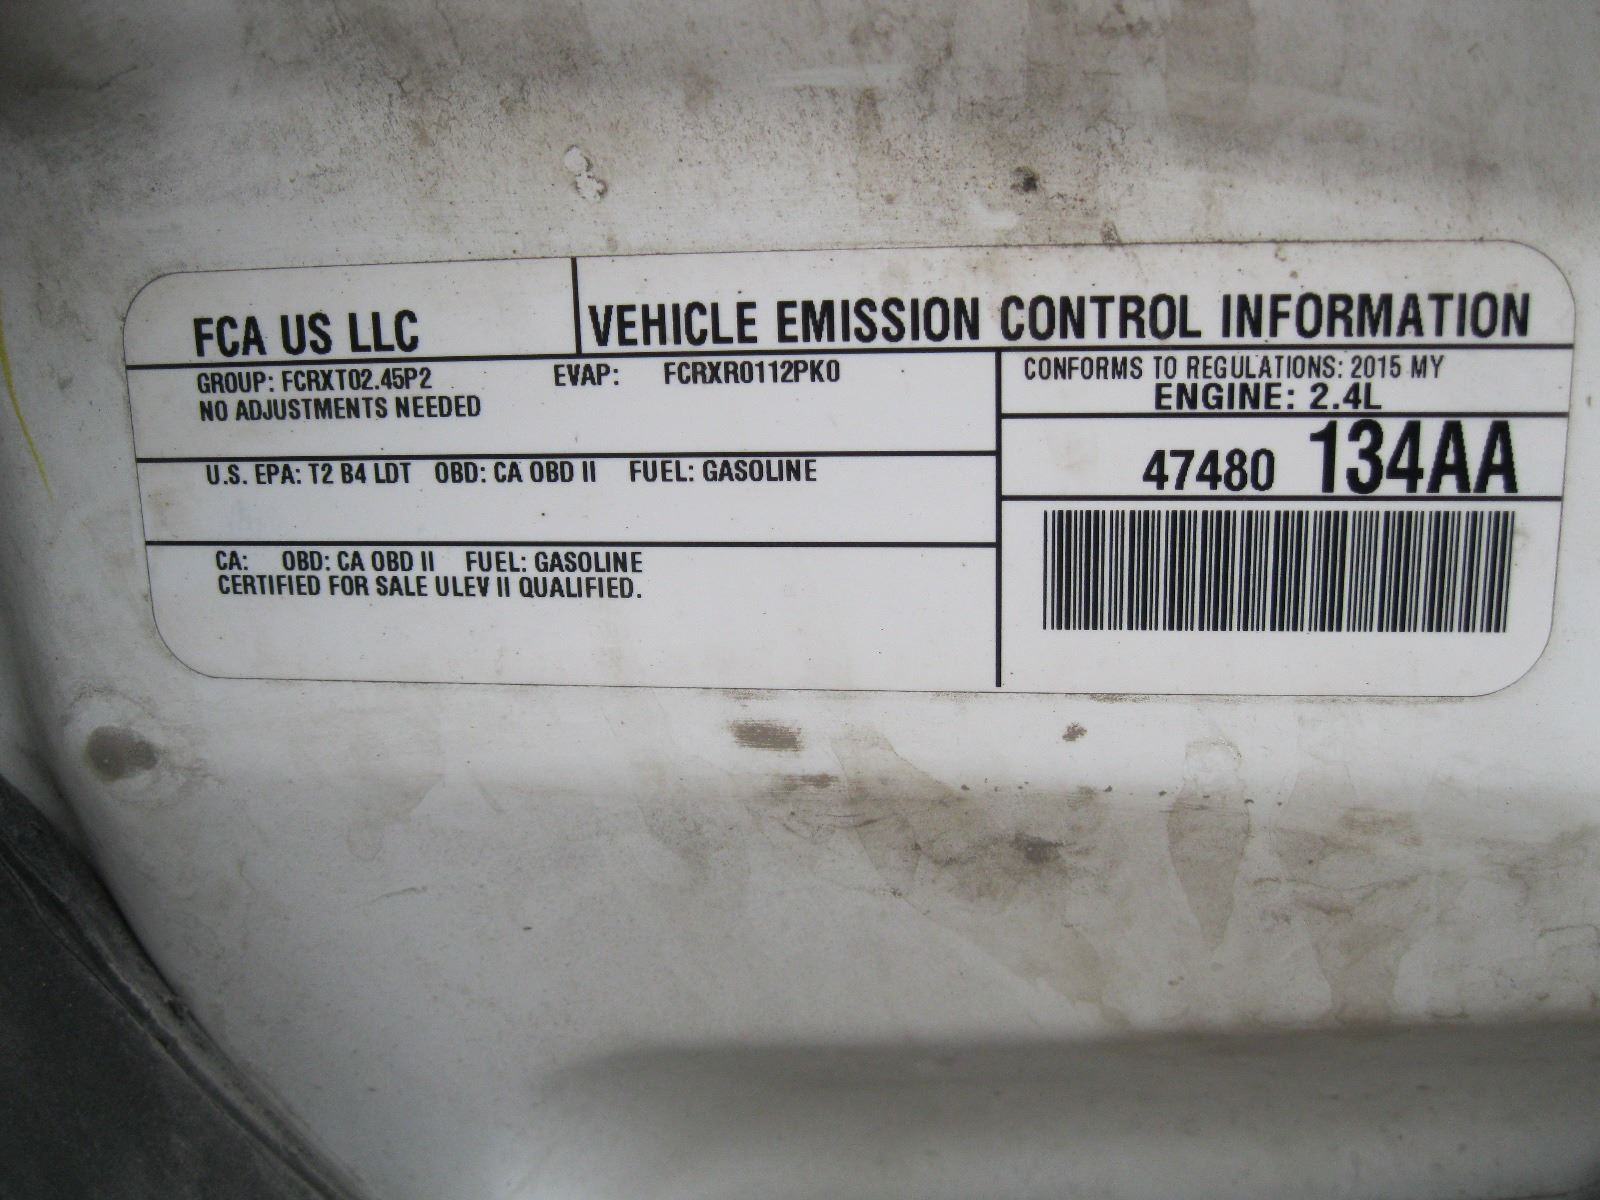 FCA US LLC
VEHICLE EMISSION CONTROL INFORMATION
GROUP: FCRXT02.45P2 EVAP: FCRXR0112PK0
NO ADJUSTMENTS NEEDED
CONFORMS TO REGULATIONS: 2015 MY
ENGINE: 2.4L
47480 134AA
U.S. EPA: T2 B4 LDT OBD: CA OBD II FUEL: GASOLINE
CA: OBD: CA OBD II FUEL: GASOLINE
CERTIFIED FOR SALE ULEV II QUALIFIED.